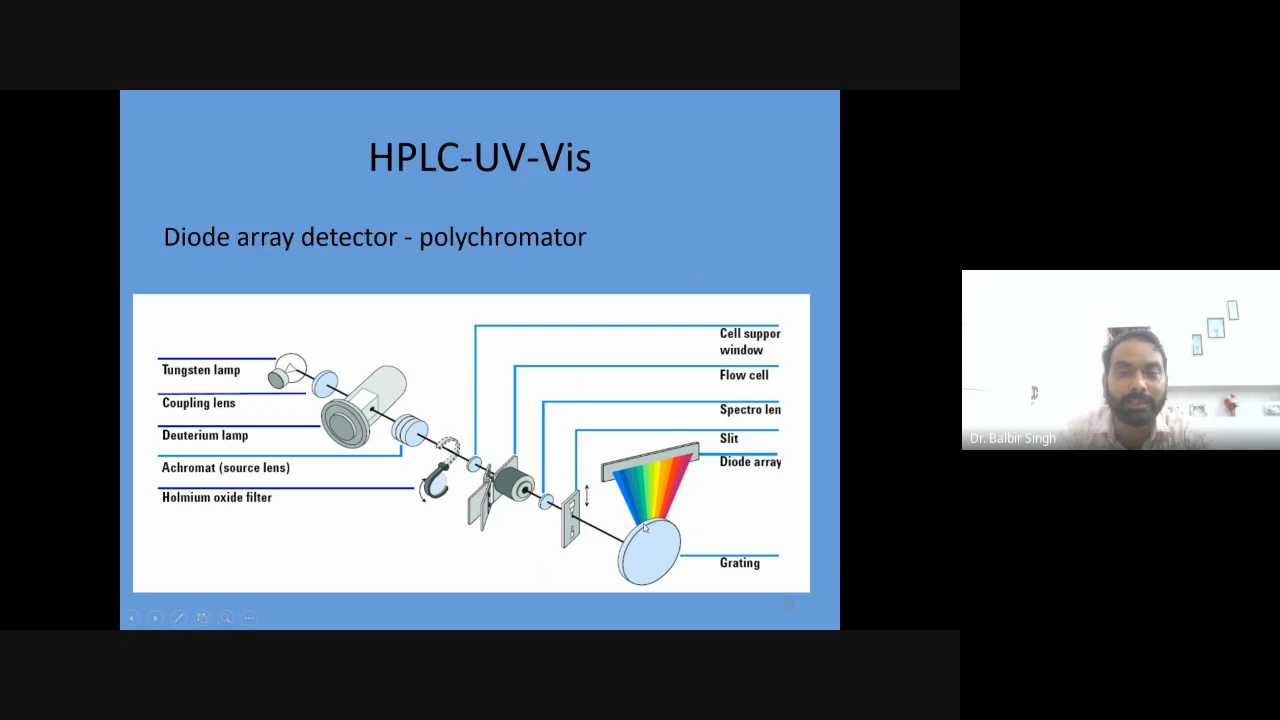 HPLC-UV-Vis
Diode array detector - polychromator
Tungsten lamp
Coupling lens
Deuterium lamp
Achromat (source lens)
Holmium oxide filter
Cell suppor
window
Flow cell
Spectro len
Slit
Diode array
Grating
Dr. Balbir Singh